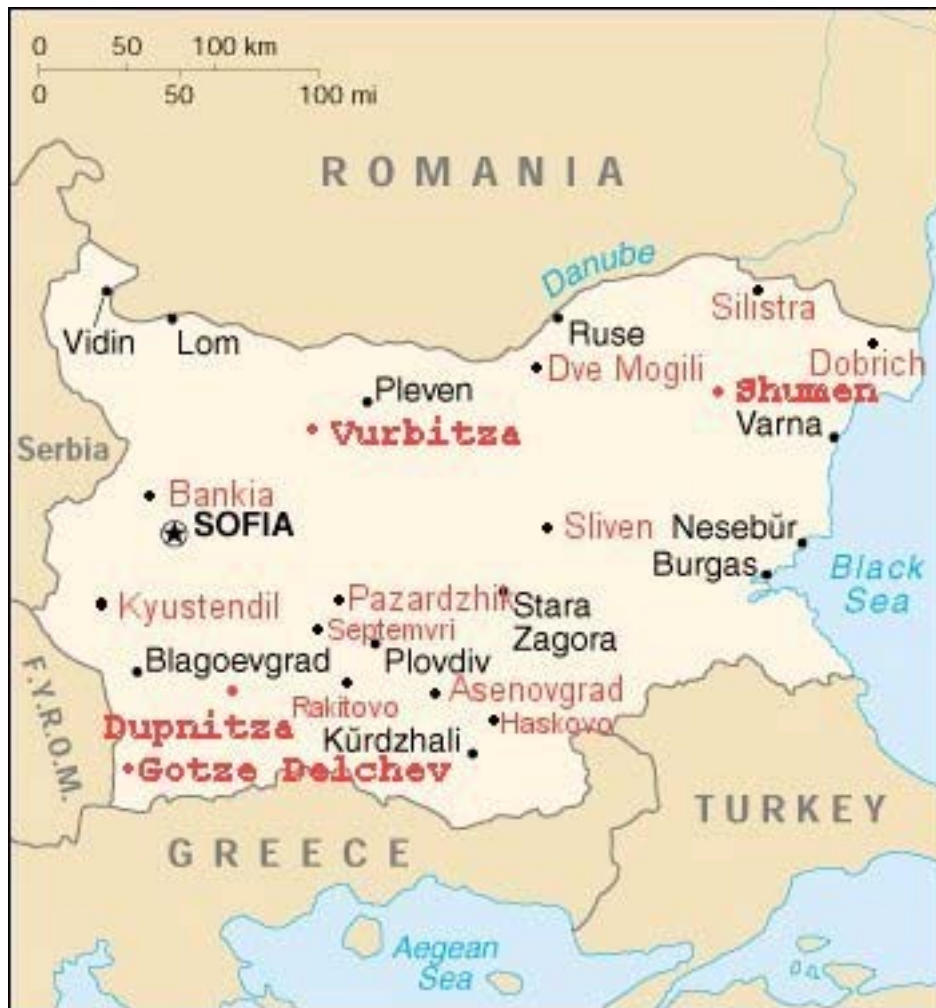 0 50 100 km
0 50 100 mi
ROMANIA
Danube
Silistra
Vidin
Lom
Ruse
Dve Mogili
Dobrich
Pleven
Shumen
Vurbitza
Varna
Serbia
Bankia
SOFIA
Sliven
Nesebŭr
Burgas
Black
Sea
Kyustendil
Pazardzhik
Stara
Zagora
Septemvri
Blagoevgrad
Plovdiv
F.Y.R.O.M.
Asenovgrad
Rakitovo
Haskovo
Dupnitza
Kŭrdzhali
Gotze Delchev
TURKEY
GREECE
Aegean
Sea